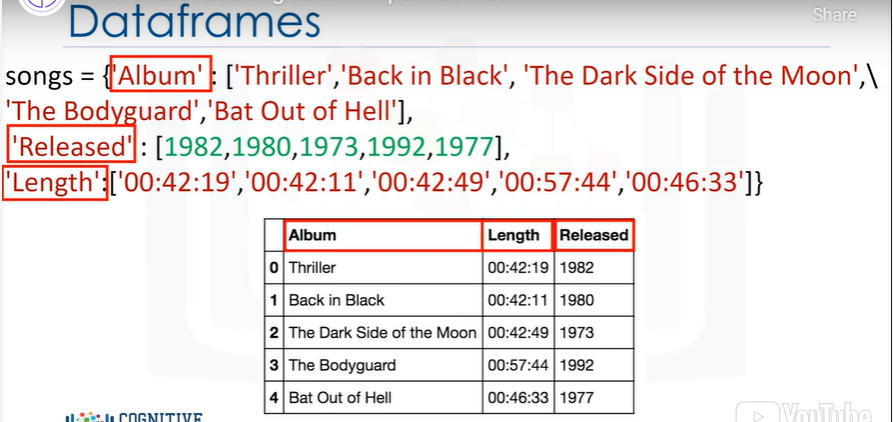 Dataframes
Share
songs = {'Album' : ['Thriller','Back in Black', 'The Dark Side of the Moon',\
'The Bodyguard','Bat Out of Hell'],
'Released' : [1982,1980,1973,1992,1977],
'Length':['00:42:19','00:42:11','00:42:49','00:57:44','00:46:33']}
Album Length Released
0 Thriller 00:42:19 1982
1 Back in Black 00:42:11 1980
2 The Dark Side of the Moon 00:42:49 1973
3 The Bodyguard 00:57:44 1992
4 Bat Out of Hell 00:46:33 1977
COGNITIVE
YouTube